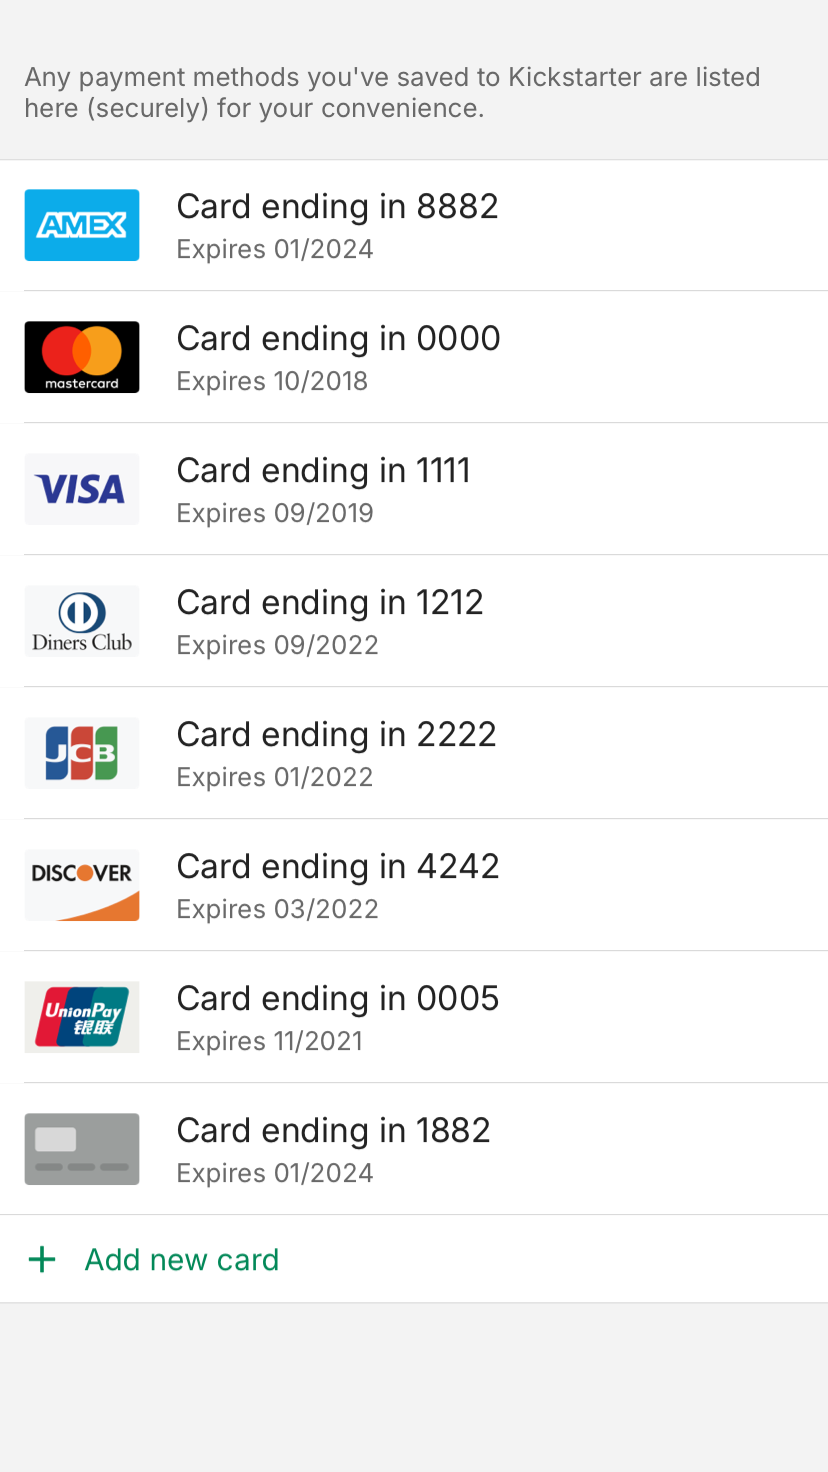 Any payment methods you've saved to Kickstarter are listed
here (securely) for your convenience.
AMEX
Card ending in 8882
Expires 01/2024
mastercard
Card ending in 0000
Expires 10/2018
VISA
Card ending in 1111
Expires 09/2019
Diners Club
Card ending in 1212
Expires 09/2022
JCB
Card ending in 2222
Expires 01/2022
DISCOVER
Card ending in 4242
Expires 03/2022
UnionPay
银联
Card ending in 0005
Expires 11/2021
Card ending in 1882
Expires 01/2024
+ Add new card